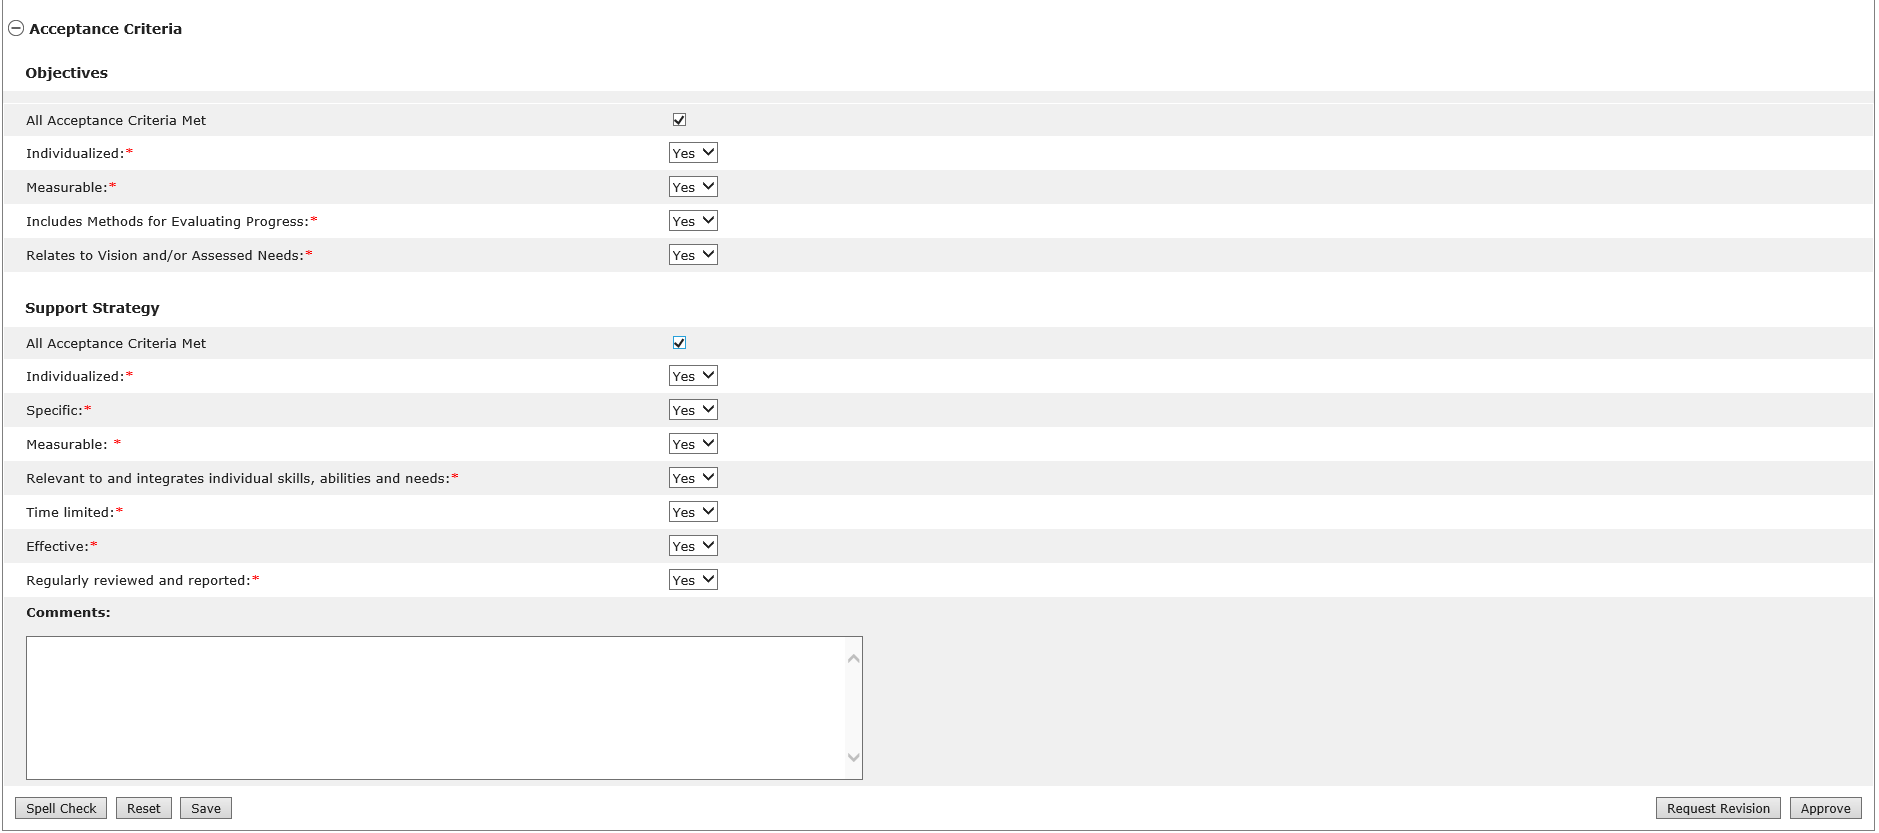 Acceptance Criteria
Objectives
All Acceptance Criteria Met
Individualized:* Yes
Measurable:* Yes
Includes Methods for Evaluating Progress:* Yes
Relates to Vision and/or Assessed Needs:* Yes
Support Strategy
All Acceptance Criteria Met
Individualized:* Yes
Specific:* Yes
Measurable: * Yes
Relevant to and integrates individual skills, abilities and needs:* Yes
Time limited:* Yes
Effective:* Yes
Regularly reviewed and reported:* Yes
Comments:
Spell Check Reset Save Request Revision Approve